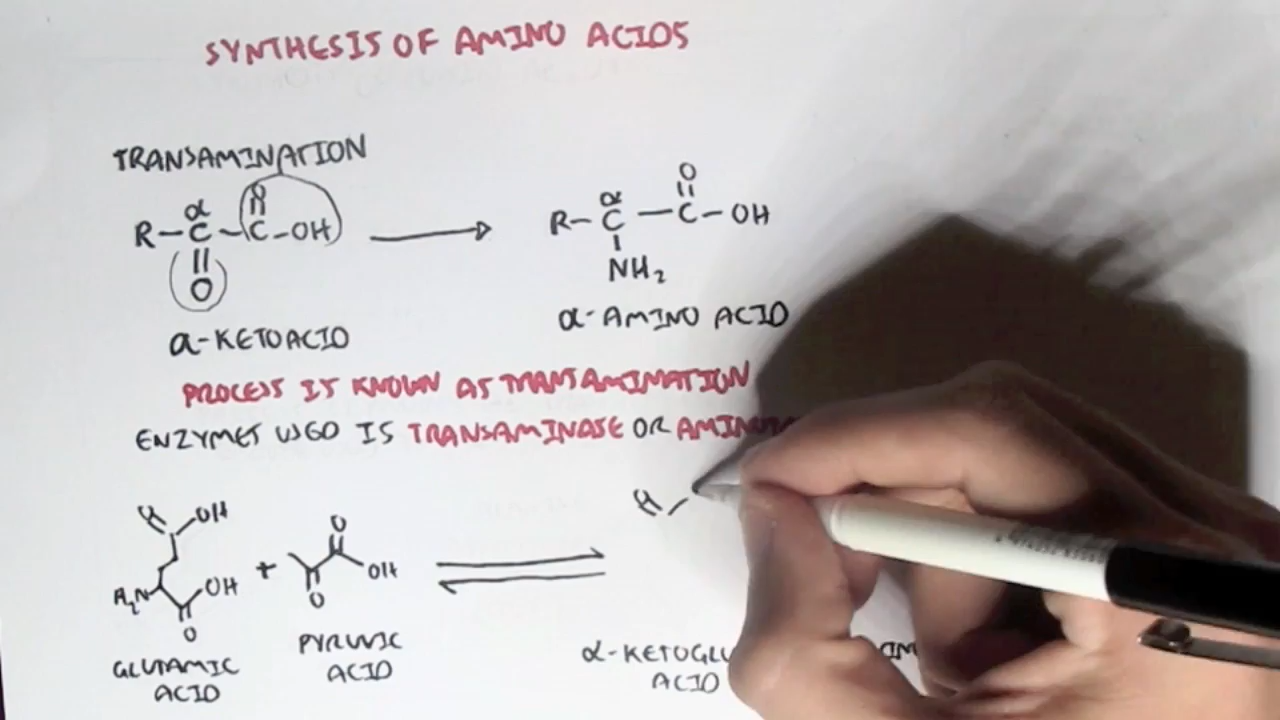 SYNTHESIS OF AMINO ACIDS
TRANSAMINATION
R-C-C-OH
α
O
O
α-KETOACID
R-C-C-OH
α
O
NH2
α-AMINO ACID
PROCESS IS KNOWN AS TRANSAMINATION
ENZYMES USED IS TRANSAMINASE OR
OH
H2N
OH
O
GLUTAMIC
ACID
+
O
OH
O
PYRUVIC
ACID
α-KETOGLU
ACID